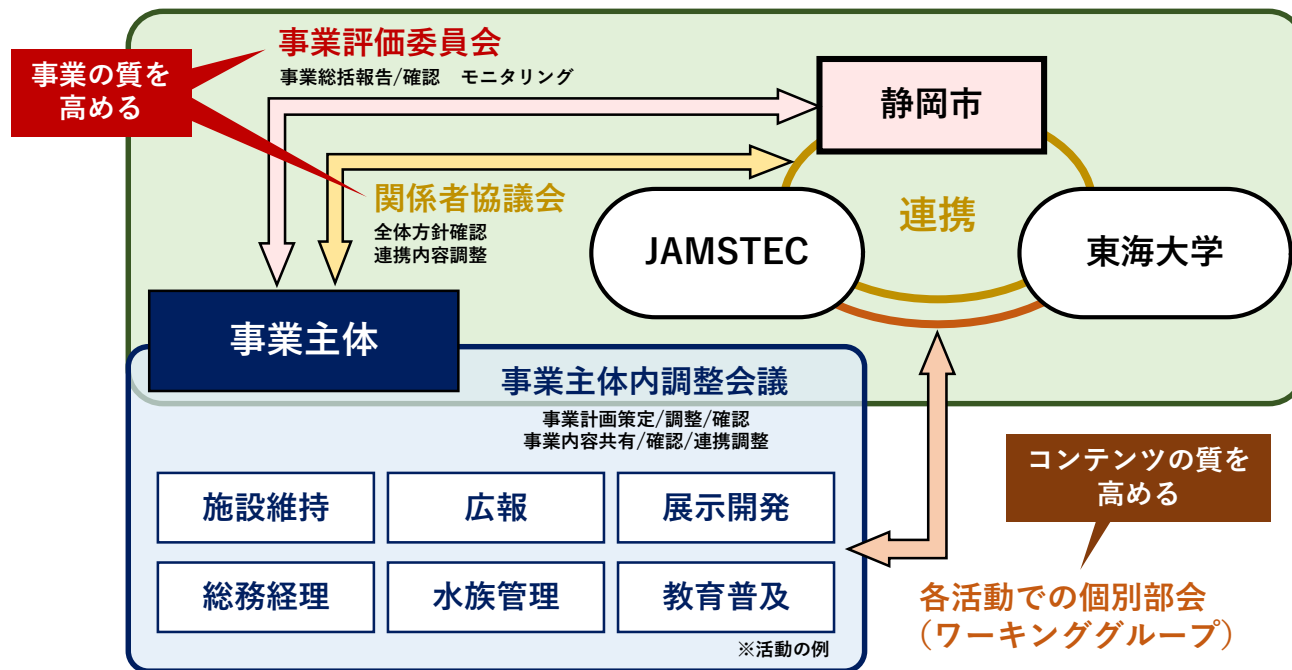 事業の質を
高める
事業評価委員会
事業総括報告/確認　モニタリング
静岡市
関係者協議会
全体方針確認
連携内容調整
連携
JAMSTEC
東海大学
事業主体
事業主体内調整会議
事業計画策定/調整/確認
事業内容共有/確認/連携調整
施設維持
広報
展示開発
総務経理
水族管理
教育普及
※活動の例
コンテンツの質を
高める
各活動での個別部会
（ワーキンググループ）